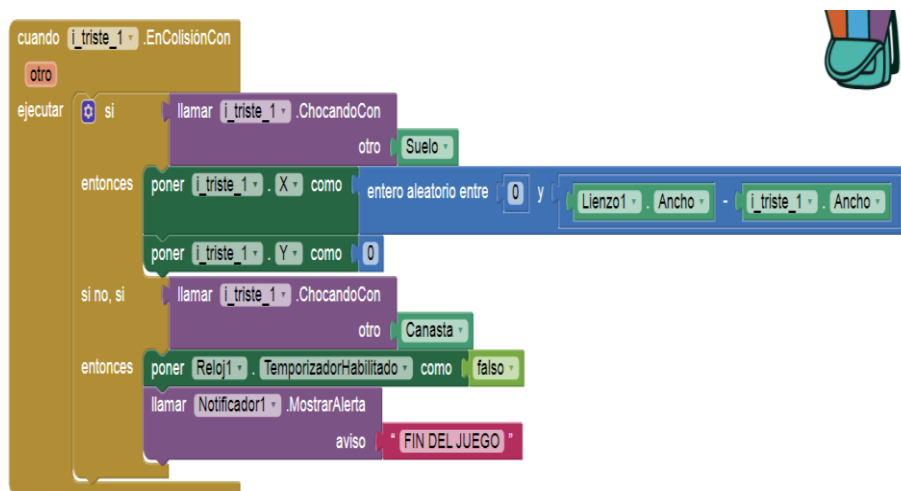 cuando i_triste_1 .EnColisiónCon
otro
ejecutar si llamar i_triste_1 .ChocandoCon
otro Suelo
entonces poner i_triste_1 . X como entero aleatorio entre 0 y Lienzo1 . Ancho - i_triste_1 . Ancho
poner i_triste_1 . Y como 0
si no, si llamar i_triste_1 .ChocandoCon
otro Canasta
entonces poner Reloj1 . TemporizadorHabilitado como falso
llamar Notificador1 .MostrarAlerta
aviso “ FIN DEL JUEGO ”